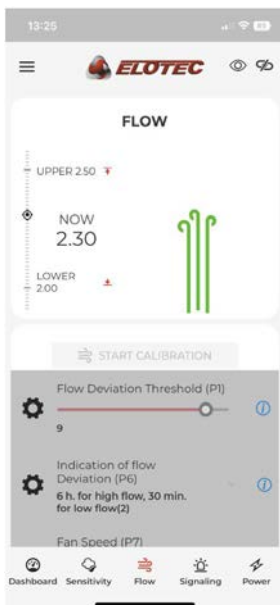 13:25
ELOTEC
FLOW
UPPER 2.50
NOW
2.30
LOWER
2.00
START CALIBRATION
Flow Deviation Threshold (P1)
9
Indication of flow
Deviation (P6)
6 h. for high flow, 30 min.
for low flow(2)
Fan Speed (P7)
Dashboard Sensitivity Flow Signaling Power